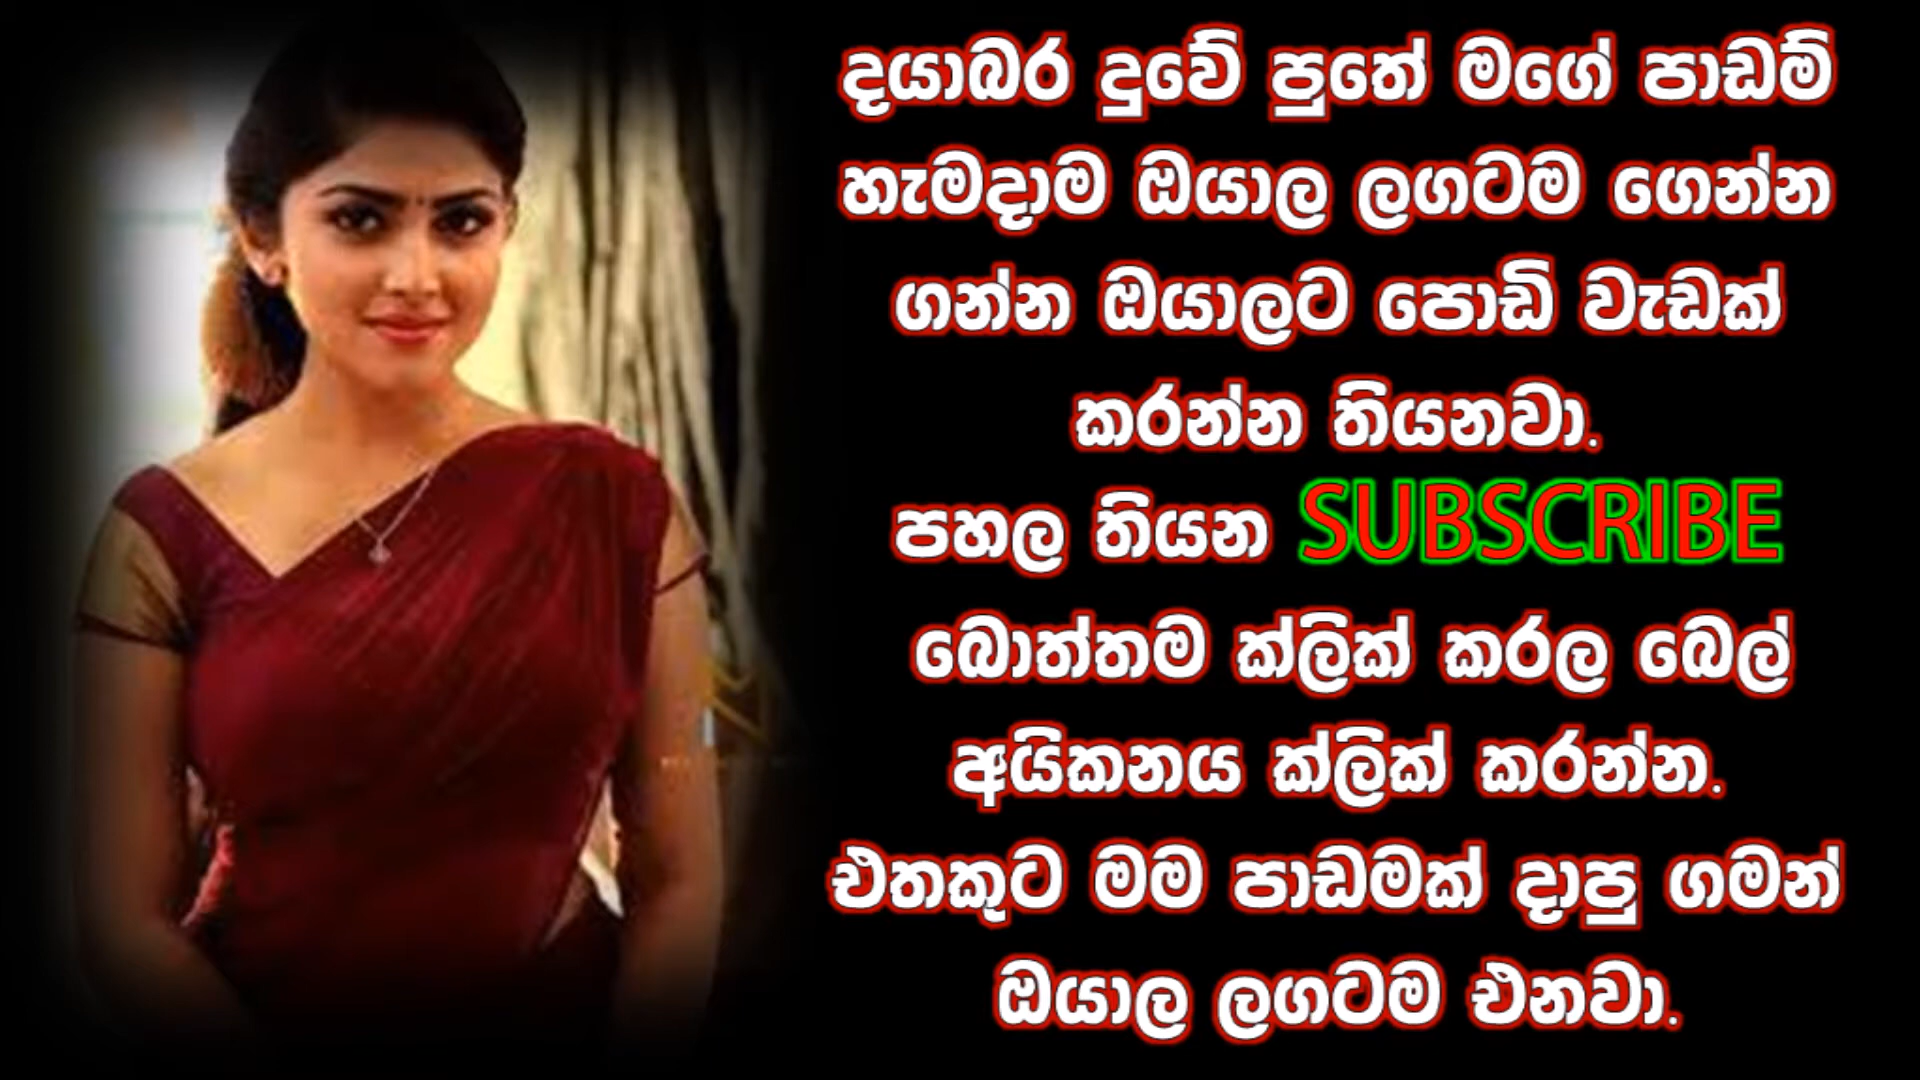 දයාබර දුවේ පුතේ මගේ පාඩම්
හැමදාම ඔයාල ලගටම ගෙන්න
ගන්න ඔයාලට පොඩි වැඩක්
කරන්න තියනවා.
පහල තියන SUBSCRIBE
බොත්තම ක්ලික් කරල බෙල්
අයිකනය ක්ලික් කරන්න.
එතකුට මම පාඩමක් දාපු ගමන්
ඔයාල ලගටම එනවා.